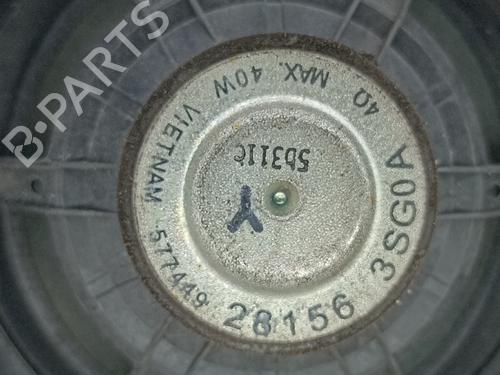 B-PARTS
4Ω MAX. 40W VIETNAM 577449
28156 3SG0A
5b311C
Y